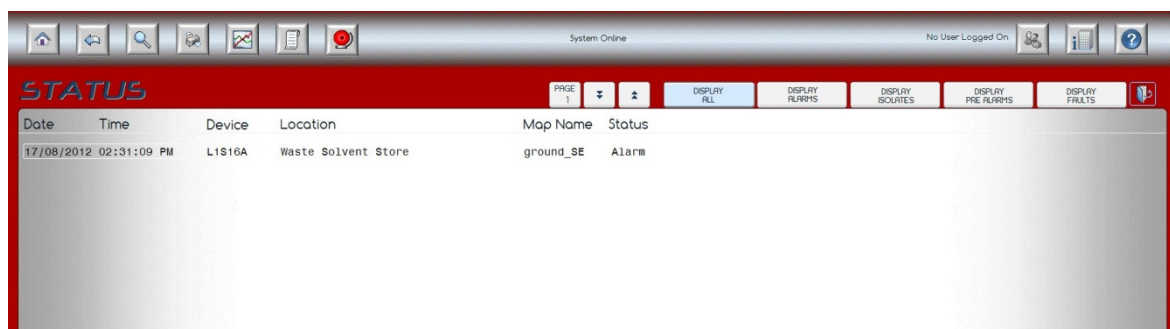 System Online
No User Logged On
STATUS
PAGE 1
DISPLAY ALL
DISPLAY ALARMS
DISPLAY ISOLATES
DISPLAY PRE ALARMS
DISPLAY FAULTS
Date Time Device Location Map Name Status
17/08/2012 02:31:09 PM L1S16A Waste Solvent Store ground_SE Alarm